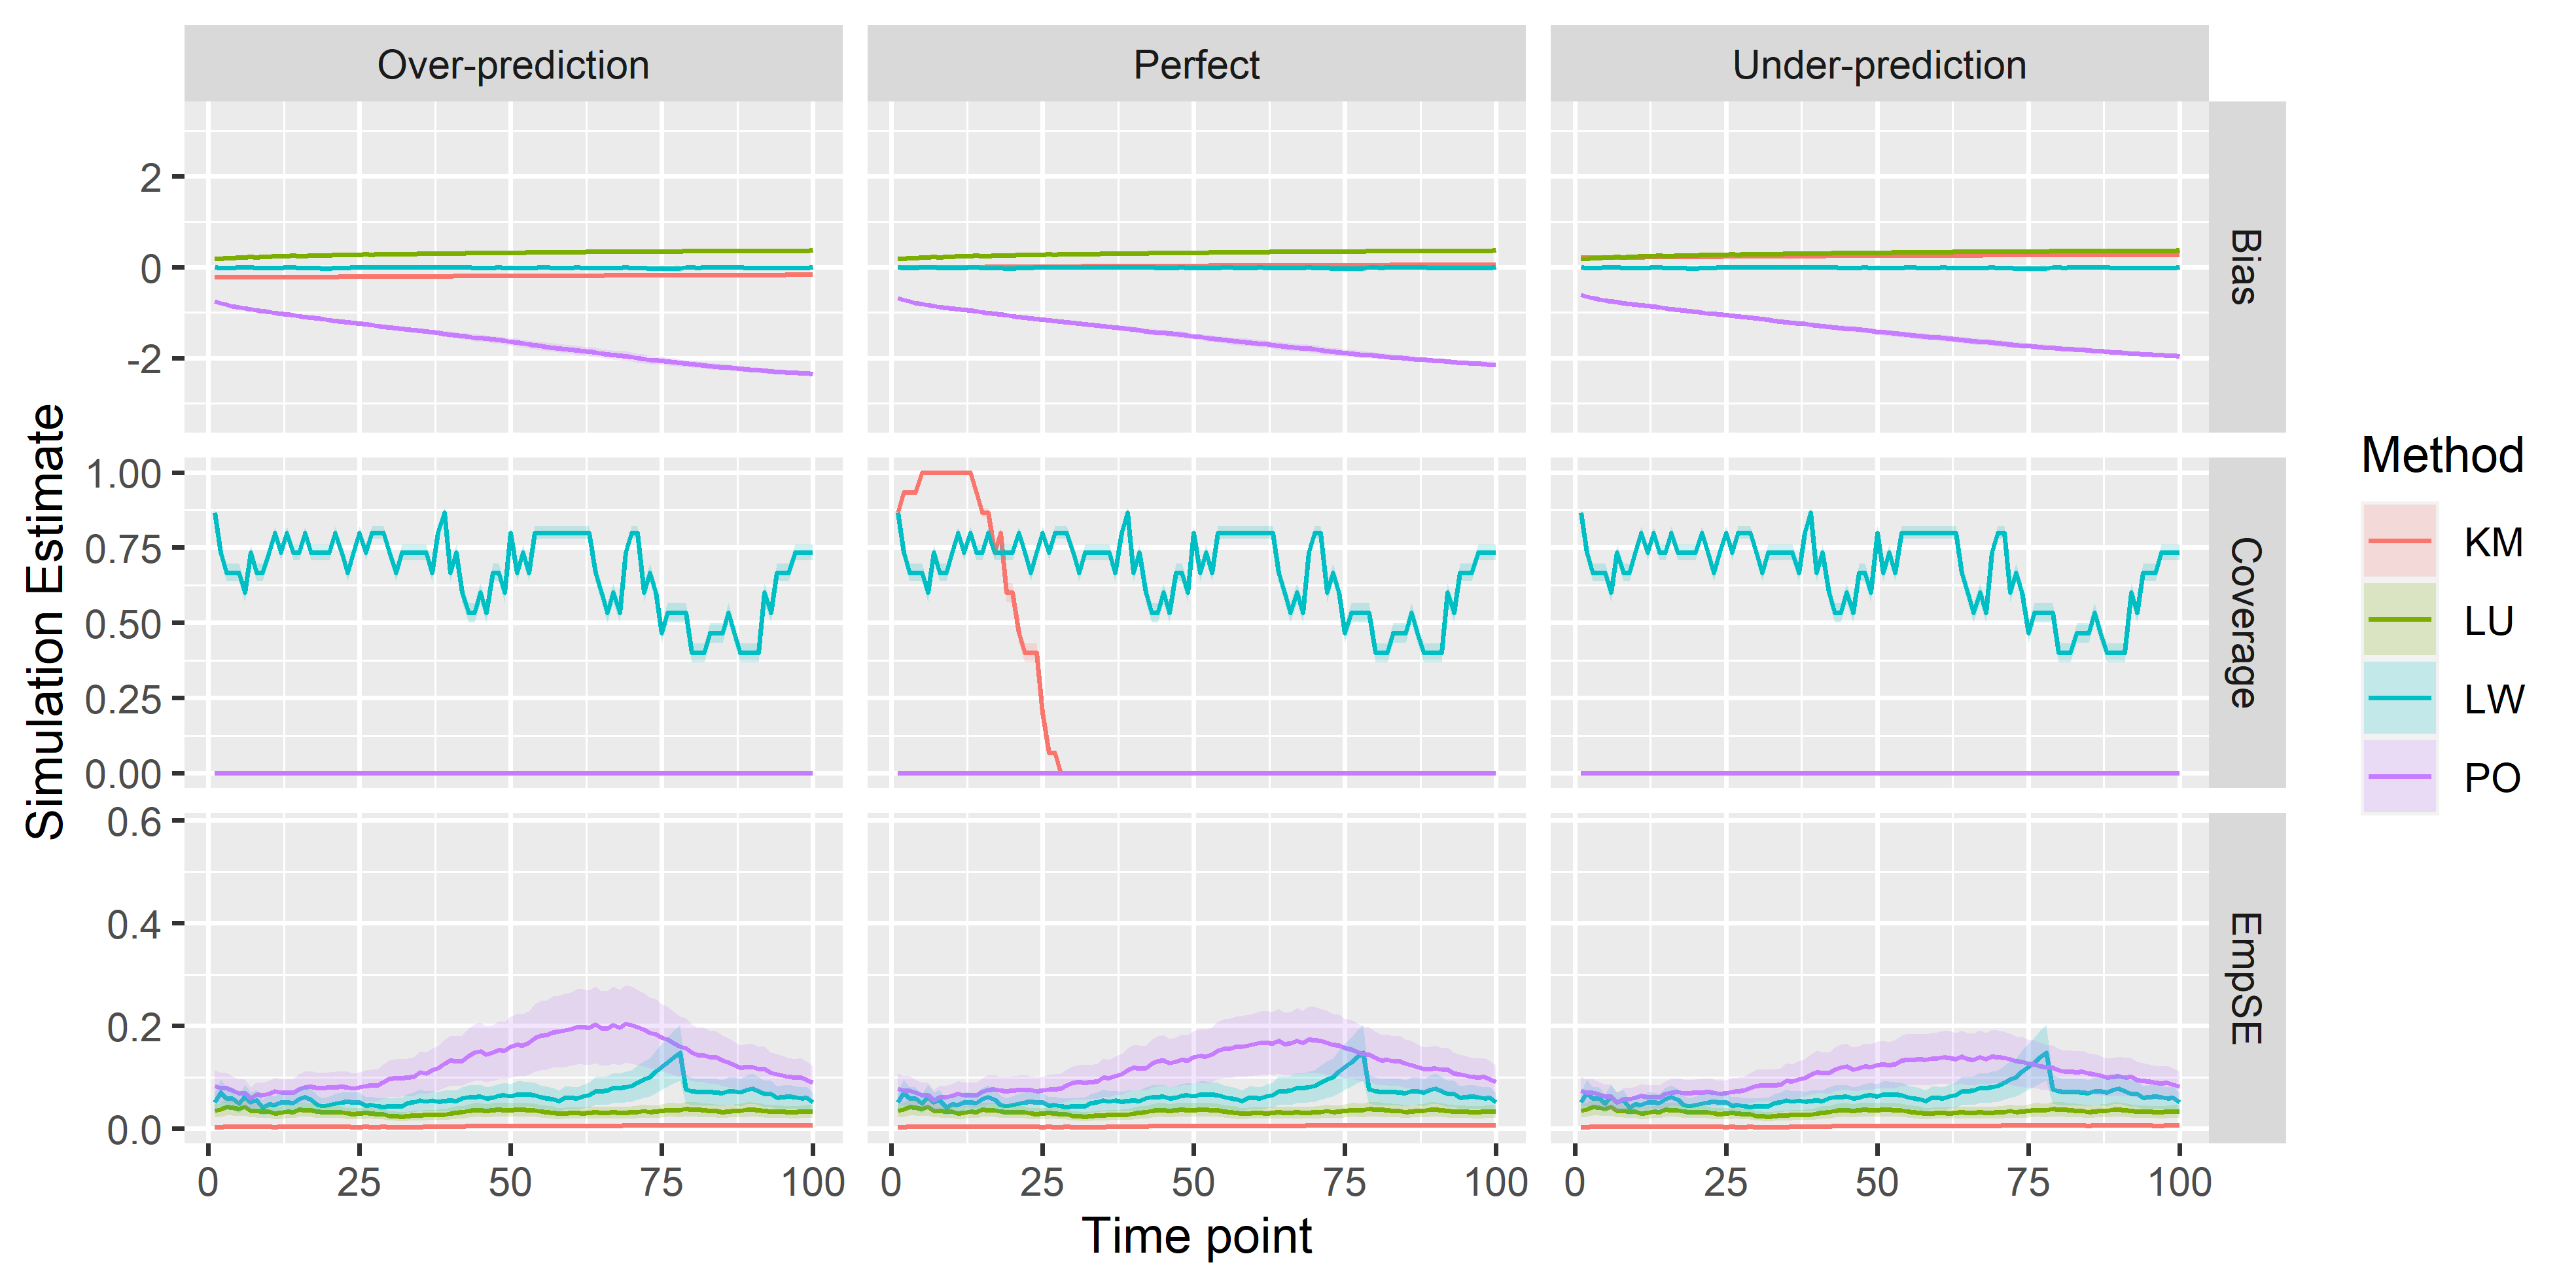 Over-prediction
Perfect
Under-prediction
Simulation Estimate
2
0
-2
Bias
1.00
0.75
0.50
0.25
0.00
Coverage
0.6
0.4
0.2
0.0
EmpSE
0 25 50 75 100
0 25 50 75 100
0 25 50 75 100
Time point
Method
KM
LU
LW
PO